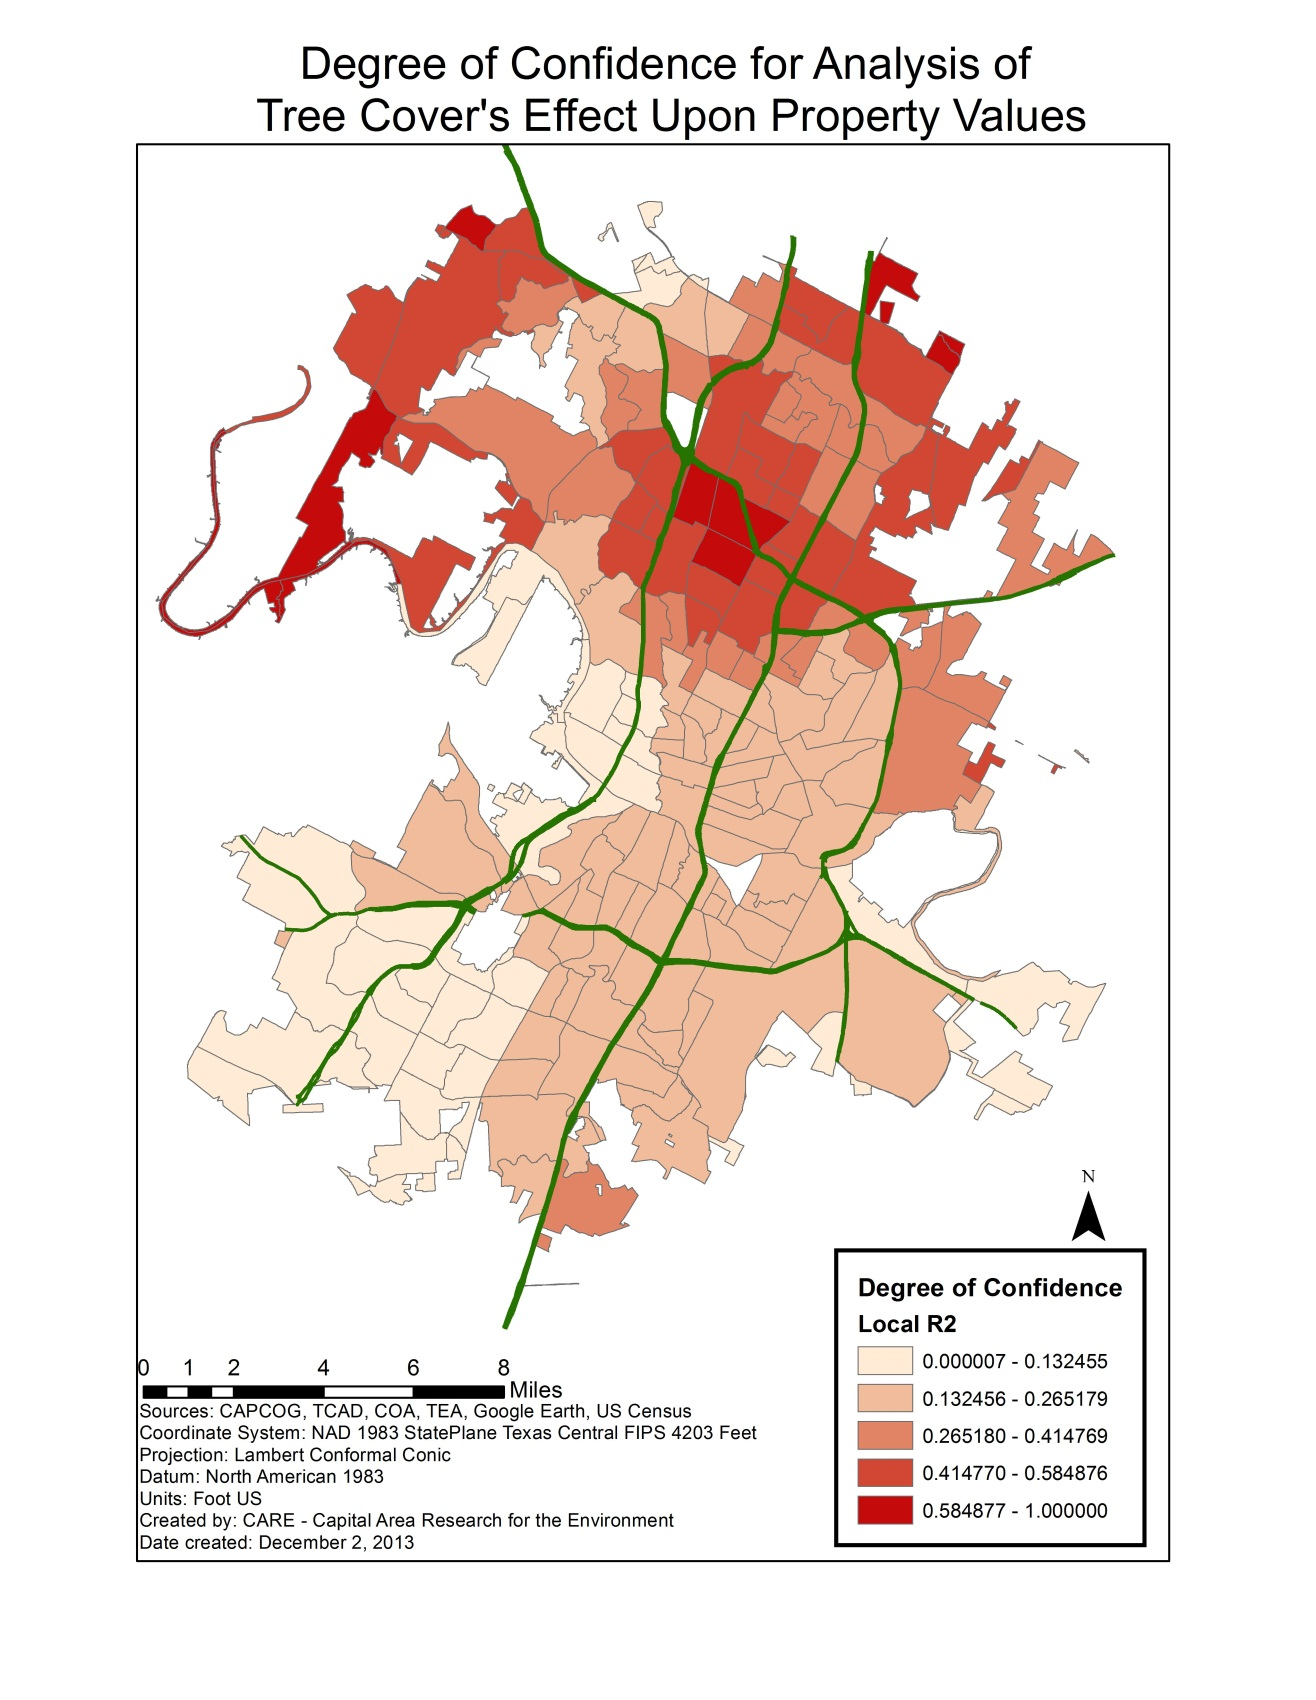 Degree of Confidence for Analysis of
Tree Cover's Effect Upon Property Values
N
Degree of Confidence
Local R2
0.000007 - 0.132455
0.132456 - 0.265179
0.265180 - 0.414769
0.414770 - 0.584876
0.584877 - 1.000000
0 1 2 4 6 8
Miles
Sources: CAPCOG, TCAD, COA, TEA, Google Earth, US Census
Coordinate System: NAD 1983 StatePlane Texas Central FIPS 4203 Feet
Projection: Lambert Conformal Conic
Datum: North American 1983
Units: Foot US
Created by: CARE - Capital Area Research for the Environment
Date created: December 2, 2013